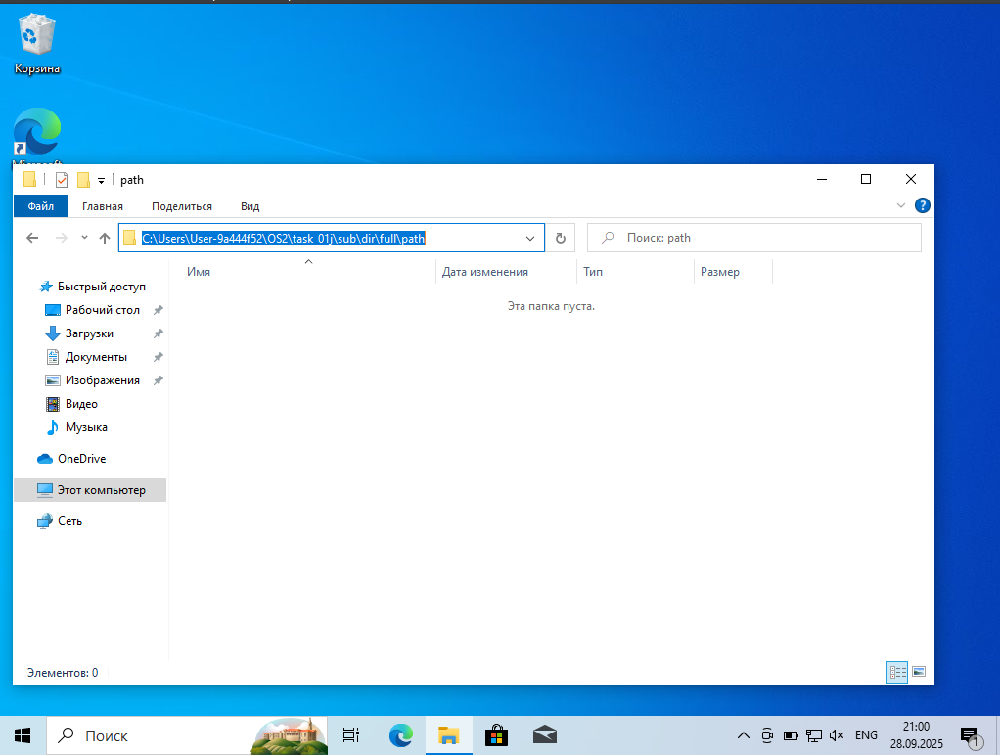 Корзина
path
Файл
Главная
Поделиться
Вид
C:\Users\User-9a444f52\OS2\task_01j\sub\dir\full\path
Поиск: path
Имя
Дата изменения
Тип
Размер
Эта папка пуста.
Быстрый доступ
Рабочий стол
Загрузки
Документы
Изображения
Видео
Музыка
OneDrive
Этот компьютер
Сеть
Элементов: 0
Поиск
ENG
21:00
28.09.2025
1